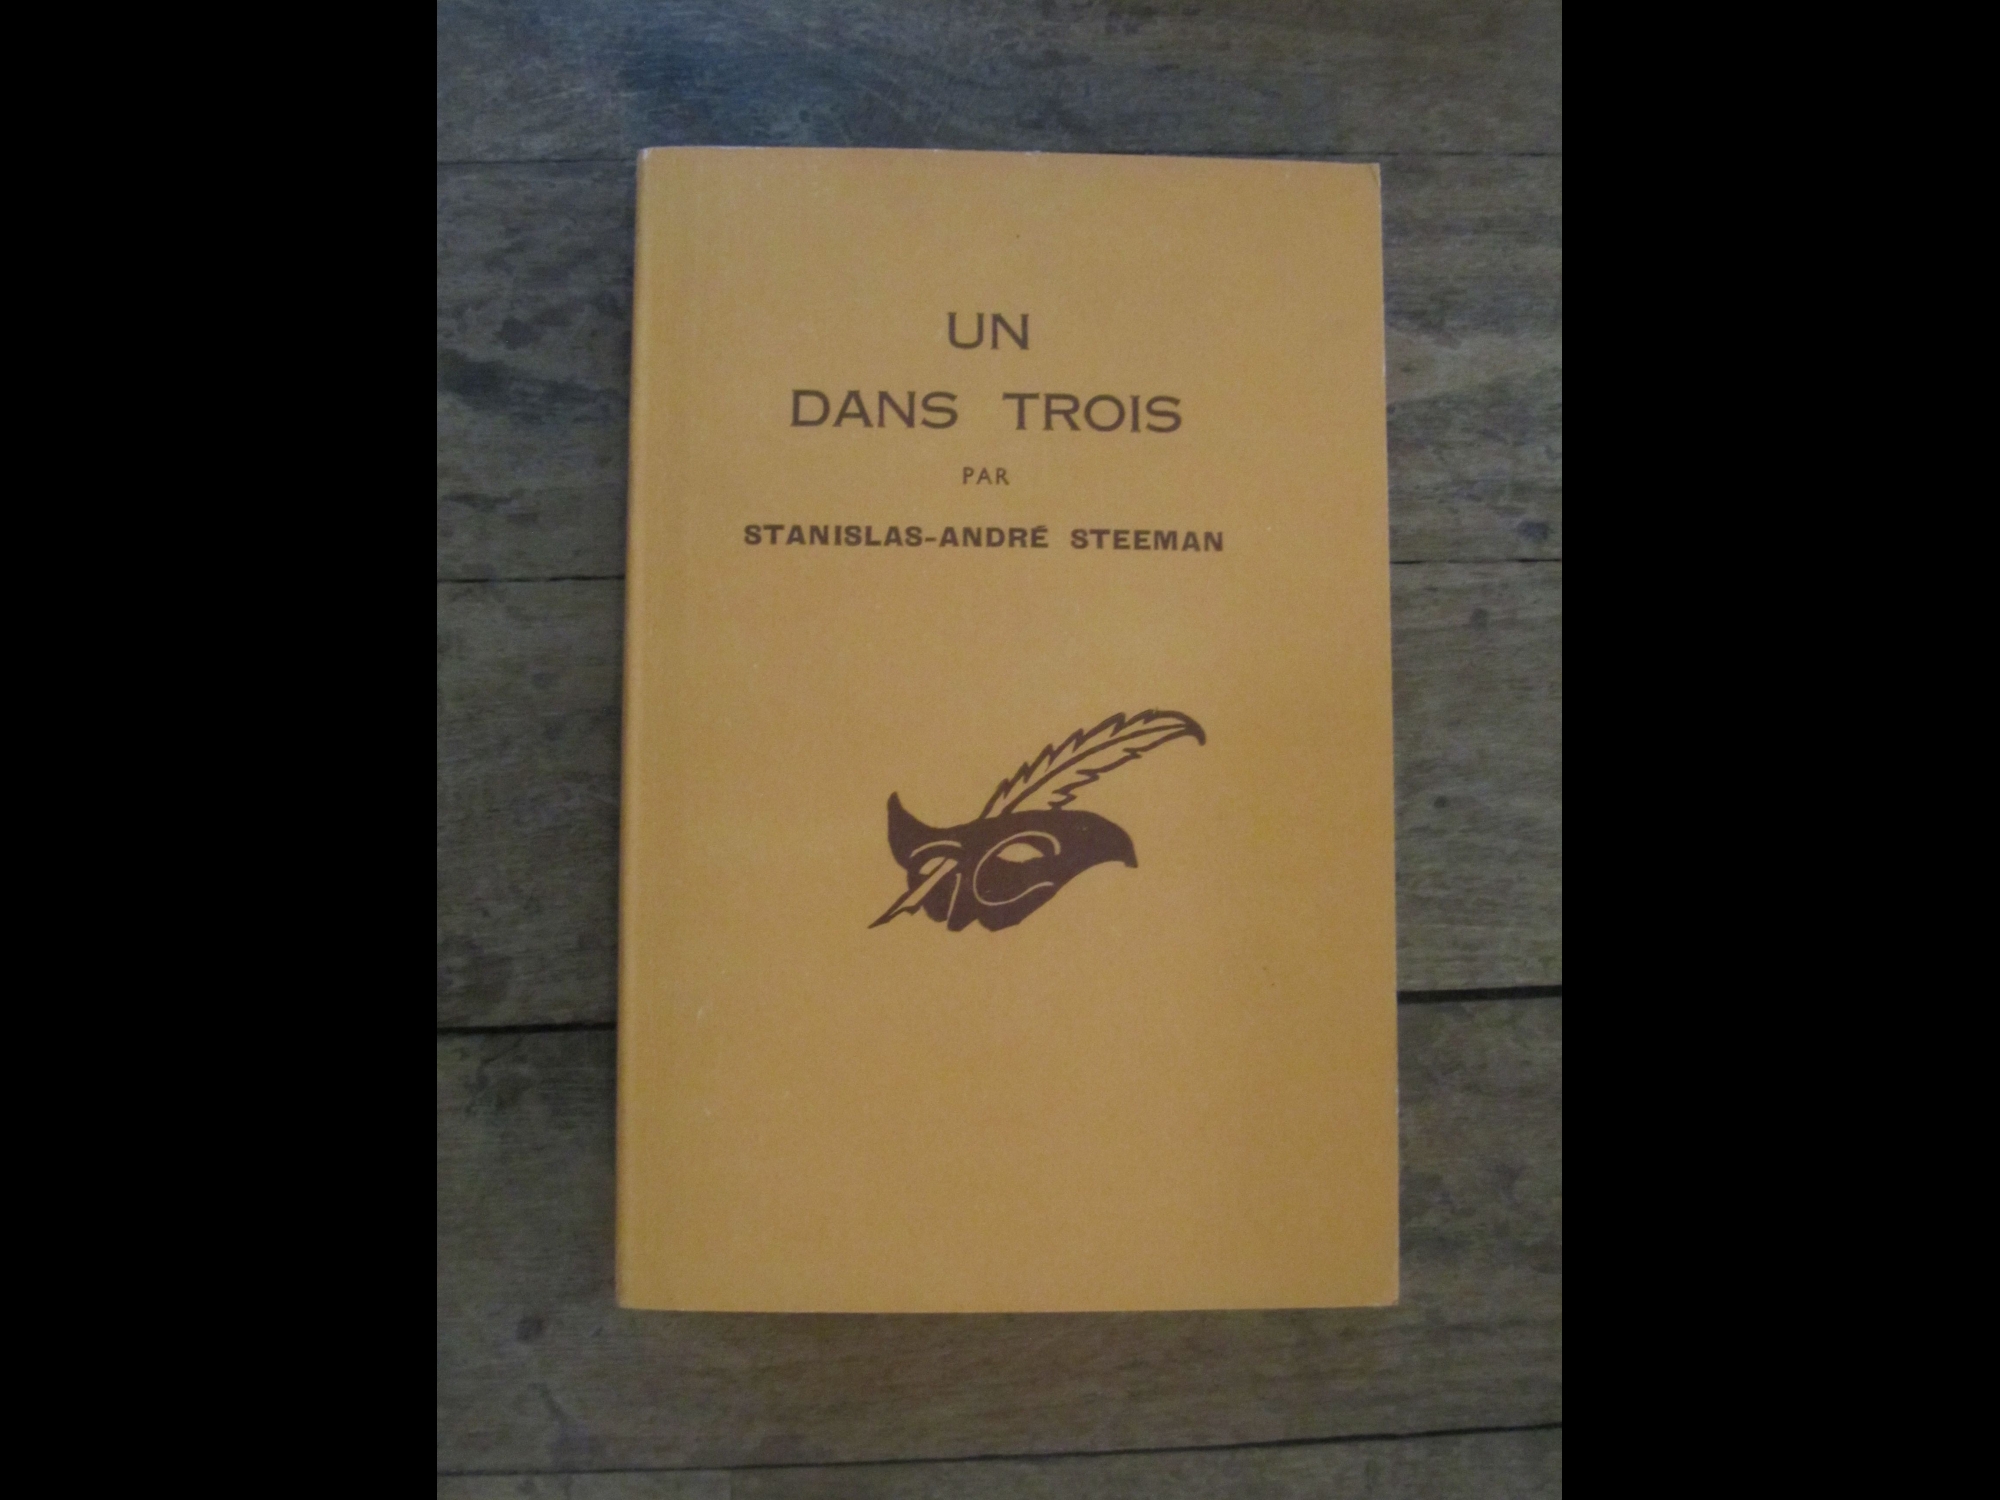 UN
DANS TROIS
PAR
STANISLAS-ANDRÉ STEEMAN